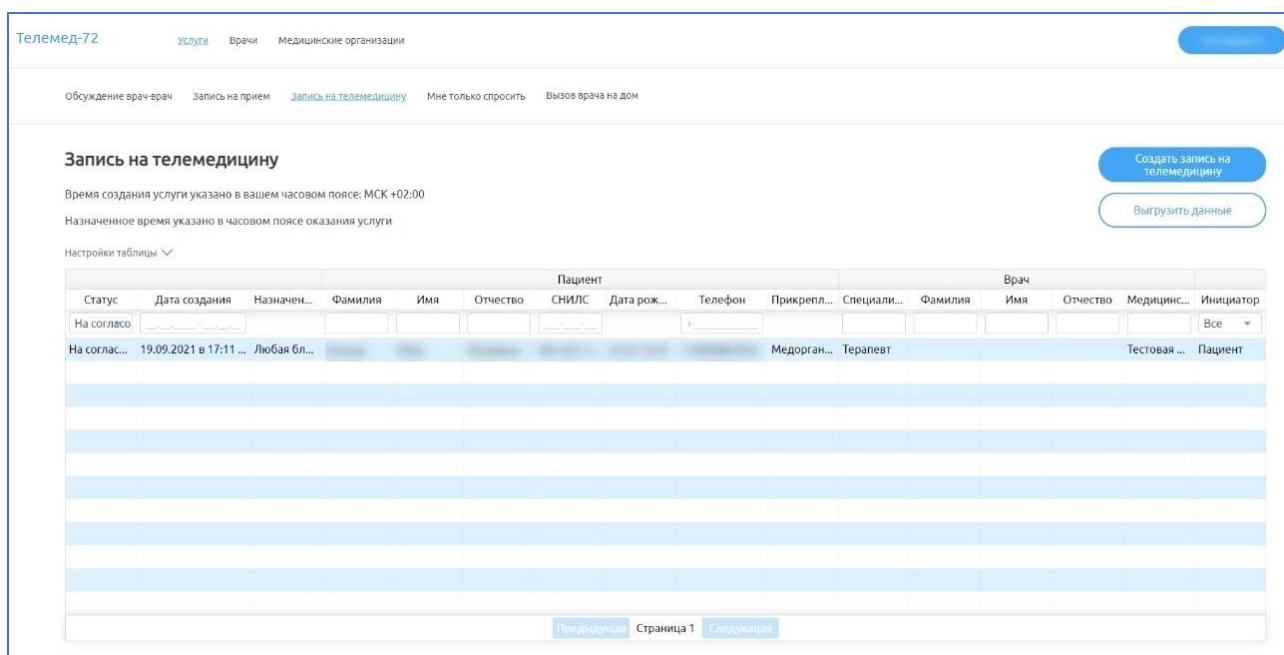 Телемед-72 Услуги Врачи Медицинские организации
Обсуждение врач-врач Запись на прием Запись на телемедицину Мне только спросить Вызов врача на дом
Запись на телемедицину
Создать запись на
телемедицину
Время создания услуги указано в вашем часовом поясе: МСК +02:00
Выгрузить данные
Назначенное время указано в часовом поясе оказания услуги
Настройки таблицы
Пациент Врач
Статус Дата создания Назначен... Фамилия Имя Отчество СНИЛС Дата рож... Телефон Прикрепл... Специали... Фамилия Имя Отчество Медицинс... Инициатор
На согласо Все
На соглас... 19.09.2021 в 17:11 ... Любая бл... Медорган... Терапевт Тестовая ... Пациент
Предыдущая Страница 1 Следующая